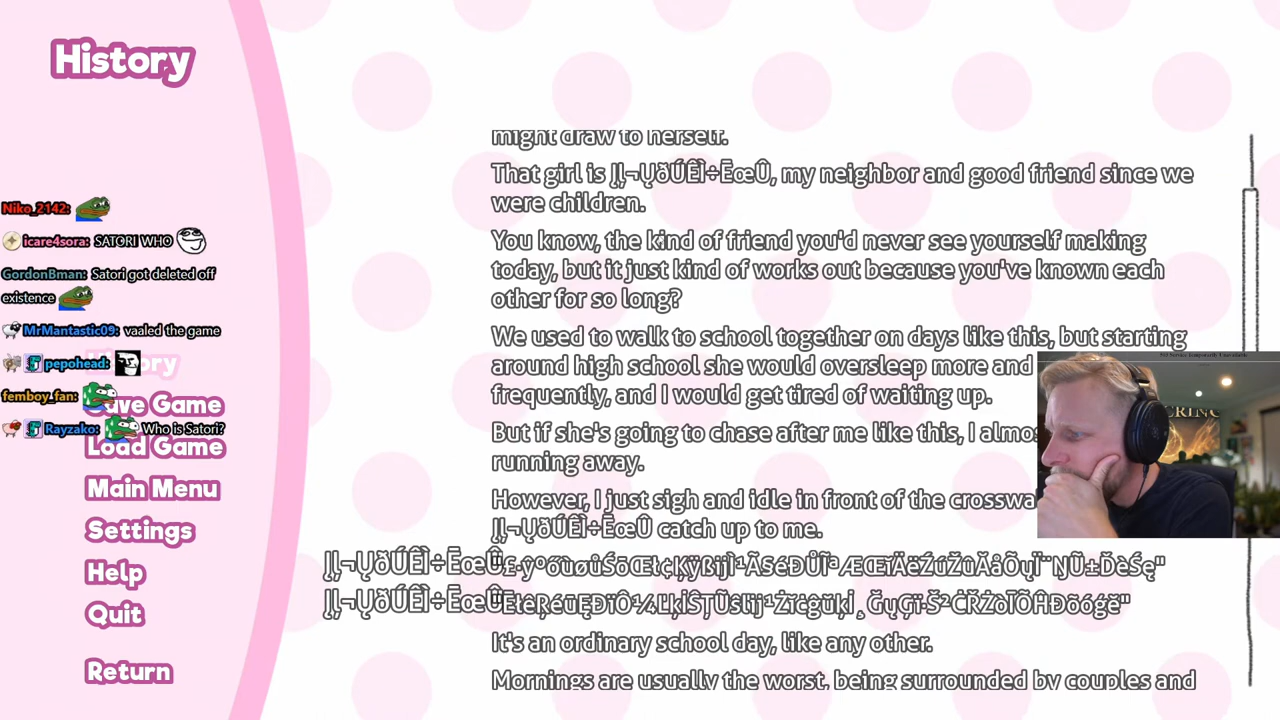 History
might draw to herself.
That girl is
, my neighbor and good friend since we
were children.
You know, the kind of friend you'd never see yourself making
today, but it just kind of works out because you've known each
other for so long?
We used to walk to school together on days like this, but starting
around high school she would oversleep more and
frequently, and I would get tired of waiting up.
But if she's going to chase after me like this, I
running away.
However, I just sigh and idle in front of the
catch up to me.
It's an ordinary school day, like any other.
Mornings are usually the worst, being surrounded by couples and
Niko_2142:
icare4sora: SATORI WHO
GordonBman: Satori got deleted off
existence
MrMantastic09: vaaled the game
pepohead:
femboy_fan:
Rayzako: Who is Satori?
History
Save Game
Load Game
Main Menu
Settings
Help
Quit
Return